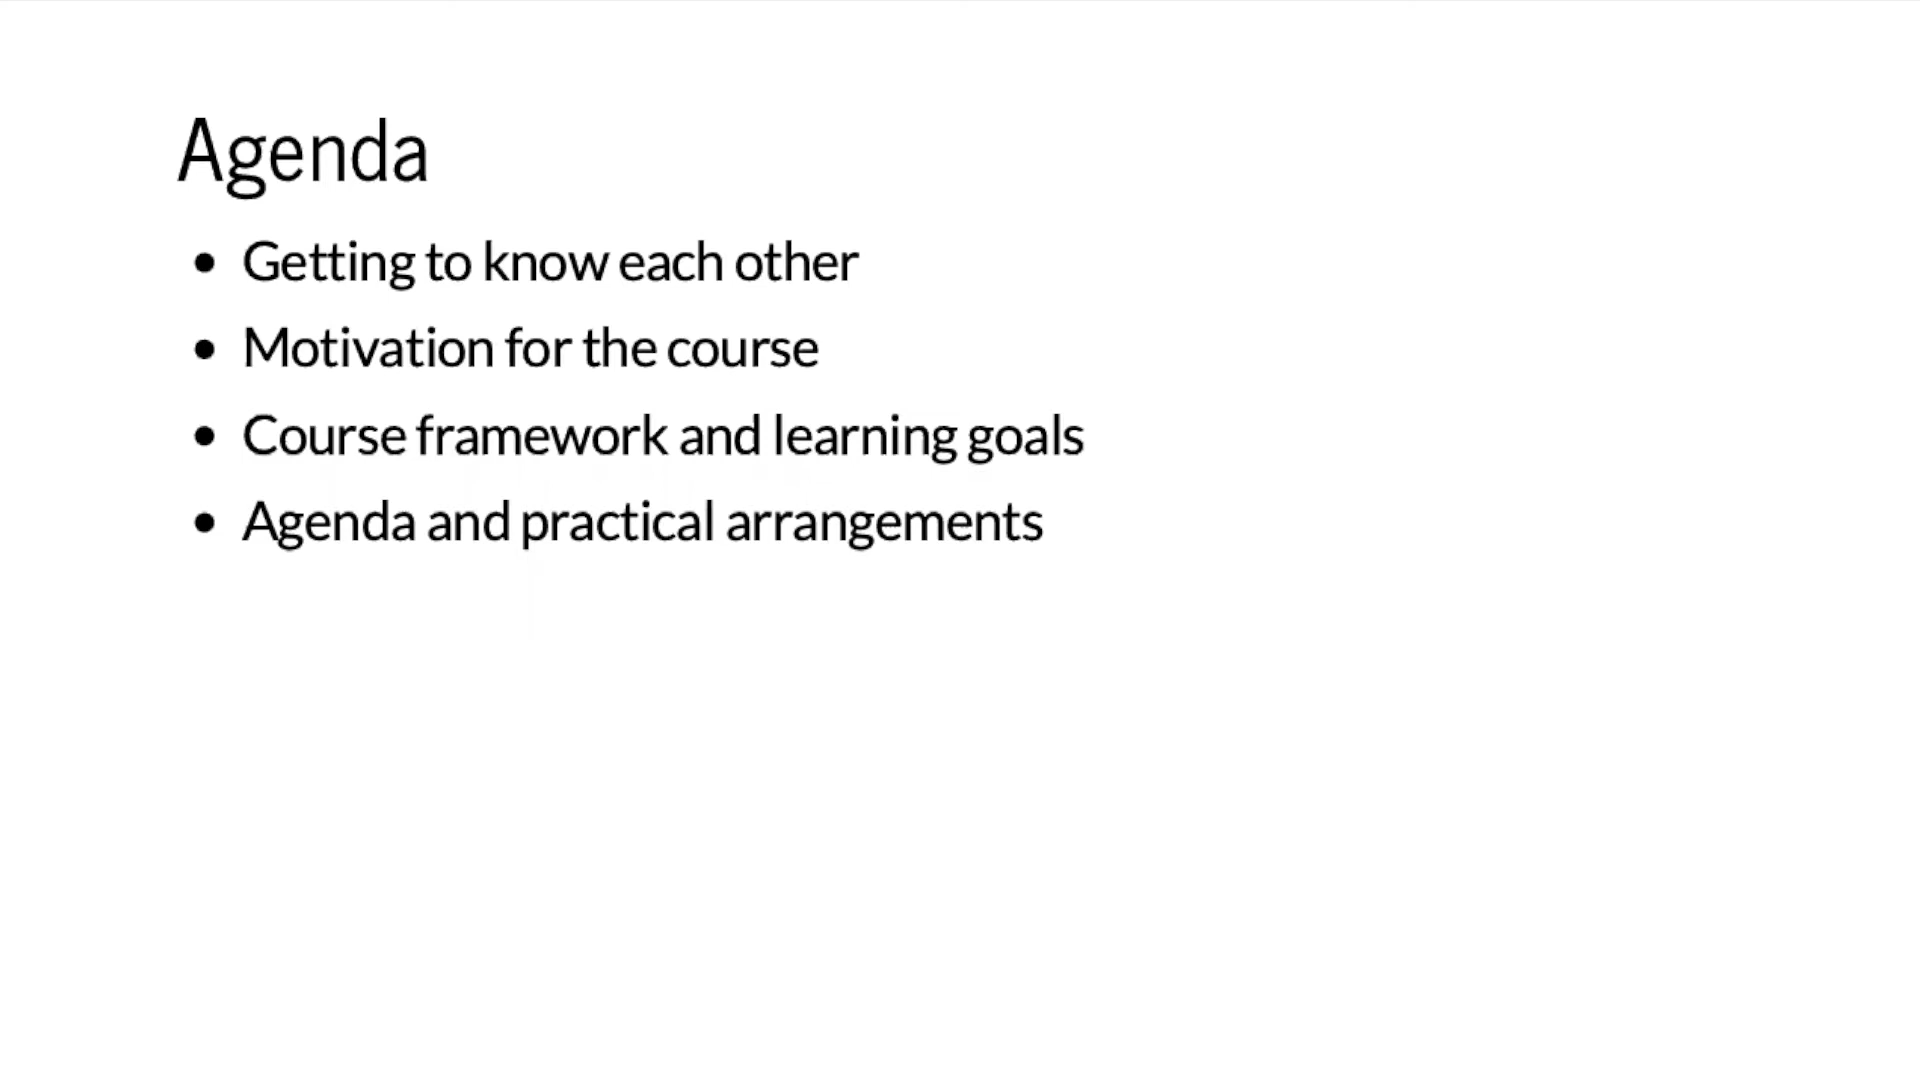 Agenda
• Getting to know each other
• Motivation for the course
• Course framework and learning goals
• Agenda and practical arrangements